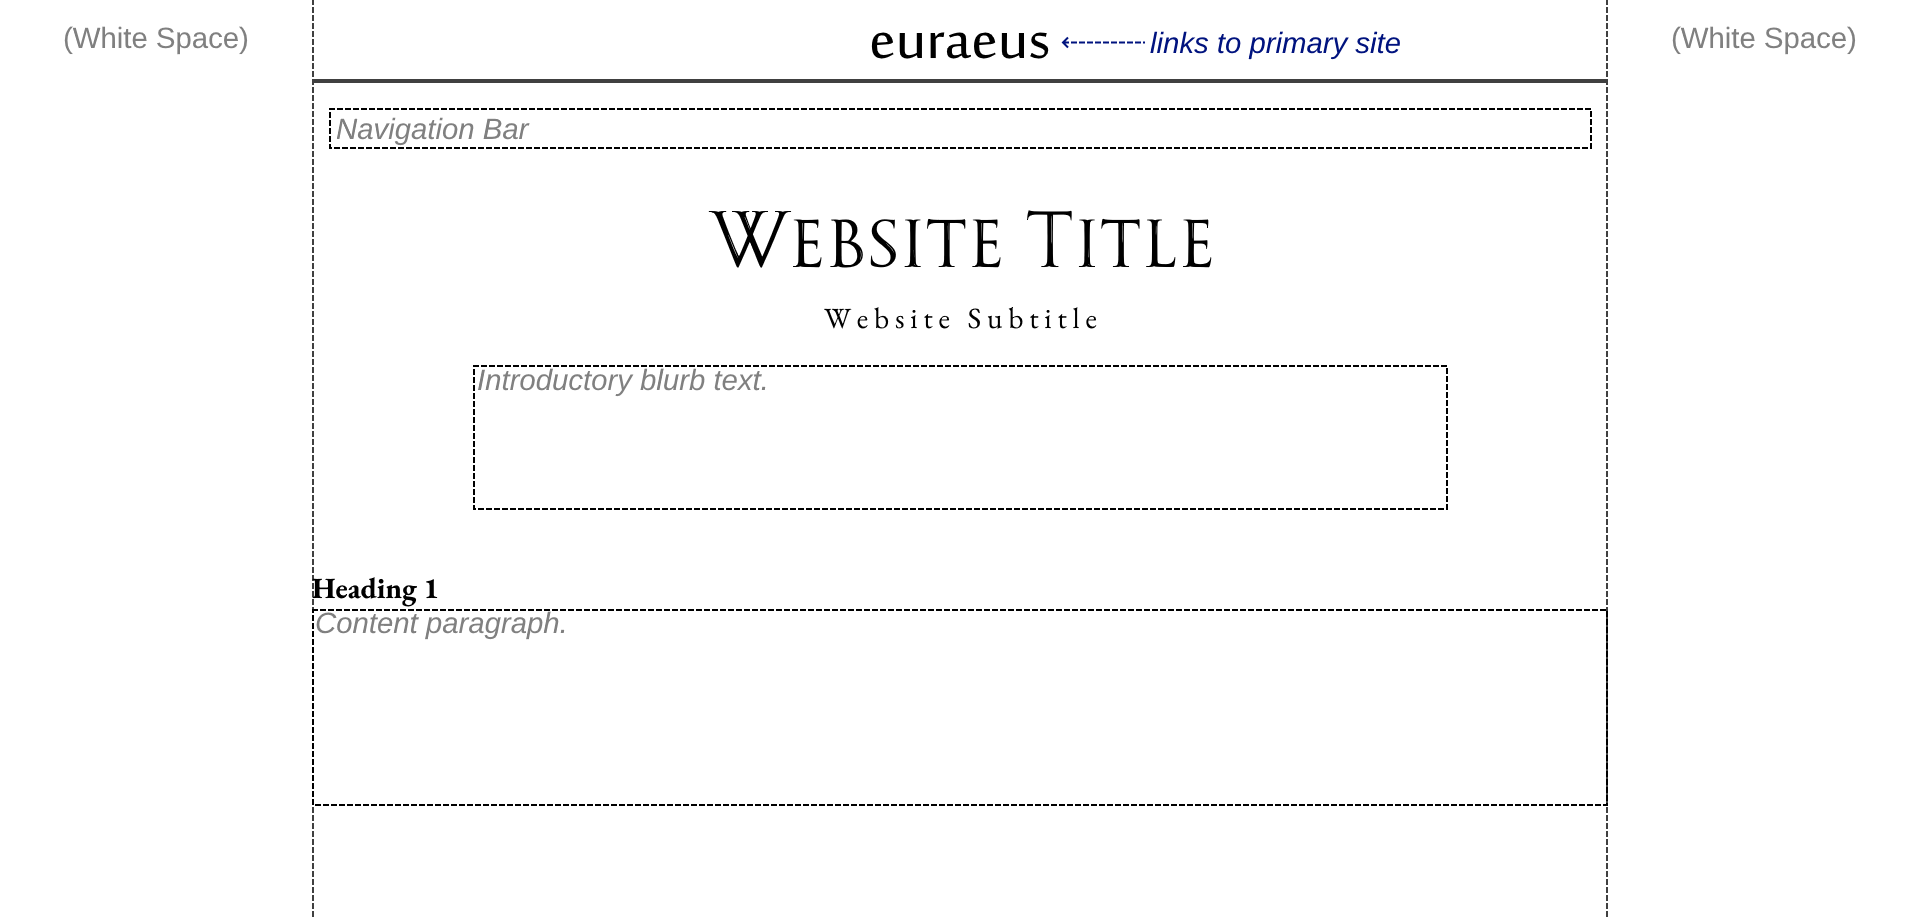 (White Space)
euraeus
links to primary site
(White Space)
Navigation Bar
Website Title
Website Subtitle
Introductory blurb text.
Heading 1
Content paragraph.